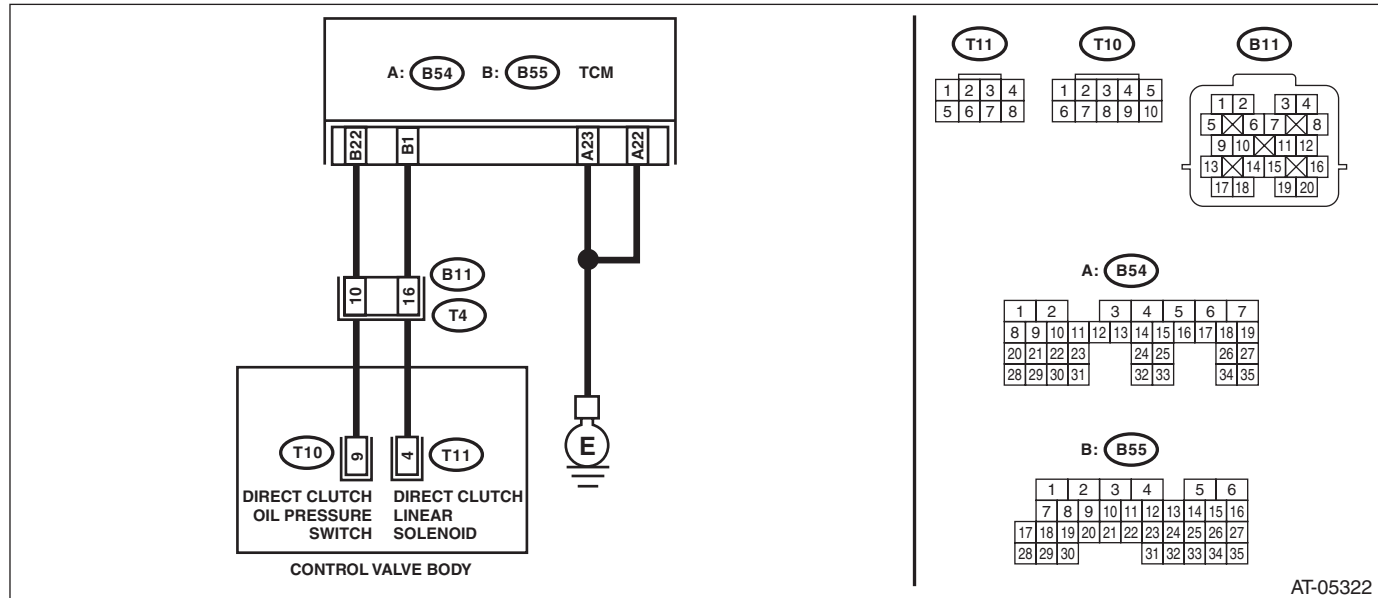 A: B54 B: B55 TCM
B22 B1 A23 A22
B11
10 16
T4
T10 9 4 T11
E
DIRECT CLUTCH
OIL PRESSURE
SWITCH
DIRECT CLUTCH
LINEAR
SOLENOID
CONTROL VALVE BODY
T11
1 2 3 4
5 6 7 8
T10
1 2 3 4 5
6 7 8 9 10
B11
1 2 3 4
5 6 7 8
9 10 11 12
13 14 15 16
17 18 19 20
A: B54
1 2 3 4 5 6 7
8 9 10 11 12 13 14 15 16 17 18 19
20 21 22 23 24 25 26 27
28 29 30 31 32 33 34 35
B: B55
1 2 3 4 5 6
7 8 9 10 11 12 13 14 15 16
17 18 19 20 21 22 23 24 25 26 27
28 29 30 31 32 33 34 35
AT-05322